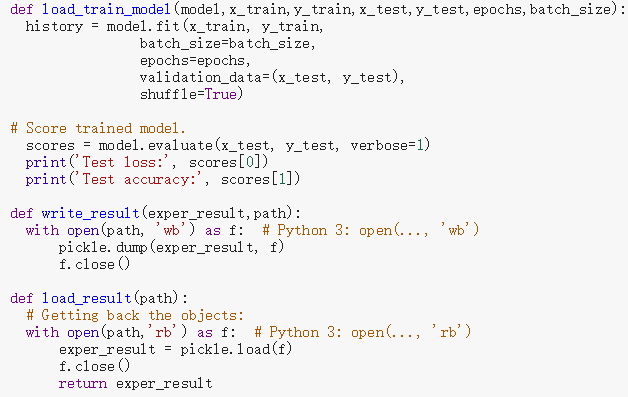 def load_train_model(model,x_train,y_train,x_test,y_test,epochs,batch_size):
  history = model.fit(x_train, y_train,
                batch_size=batch_size,
                epochs=epochs,
                validation_data=(x_test, y_test),
                shuffle=True)

# Score trained model.
  scores = model.evaluate(x_test, y_test, verbose=1)
  print('Test loss:', scores[0])
  print('Test accuracy:', scores[1])

def write_result(exper_result,path):
  with open(path, 'wb') as f:  # Python 3: open(..., 'wb')
      pickle.dump(exper_result, f)
      f.close()

def load_result(path):
  # Getting back the objects:
  with open(path,'rb') as f:  # Python 3: open(..., 'rb')
      exper_result = pickle.load(f)
      f.close()
      return exper_result